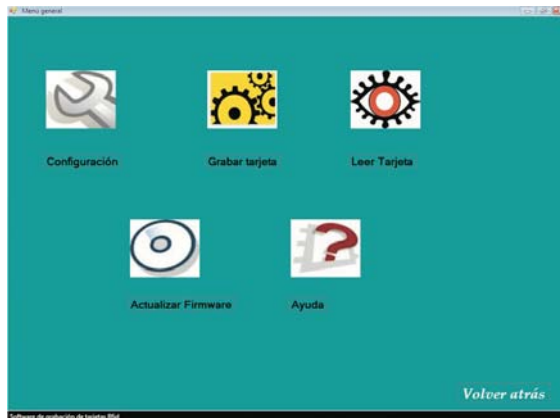 Menú general
Configuración
Grabar tarjeta
Leer Tarjeta
Actualizar Firmware
Ayuda
Volver atrás
Software de grabación de tarjetas Rfid